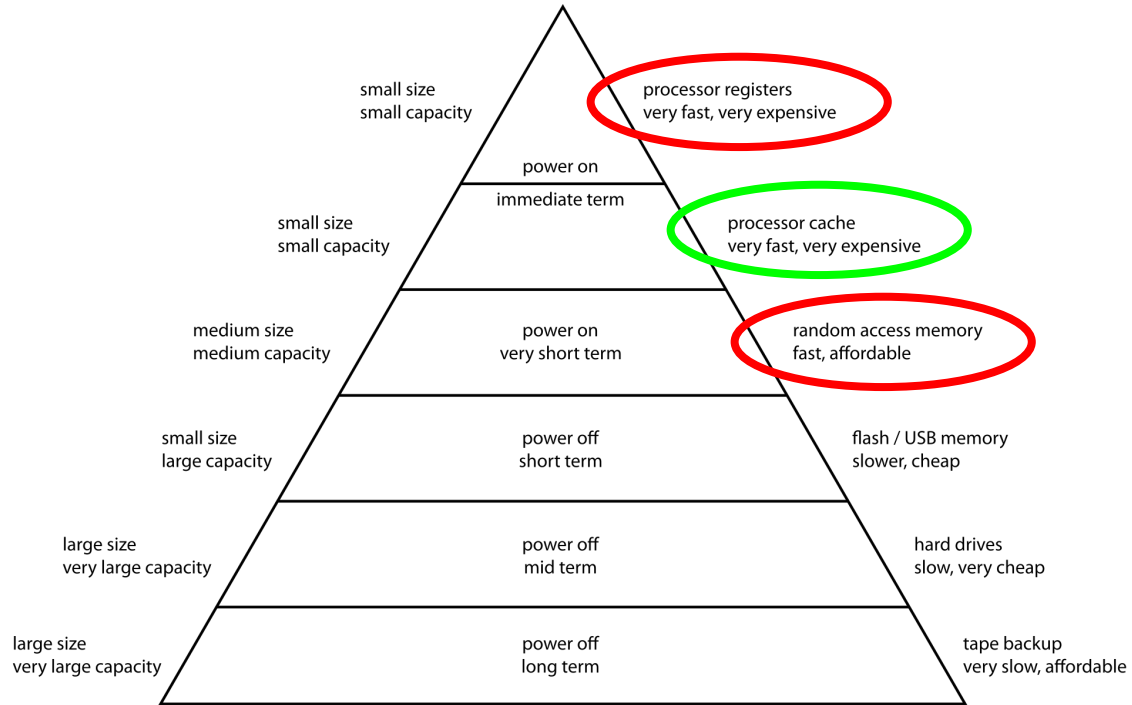 small size
small capacity
processor registers
very fast, very expensive
power on
immediate term
small size
small capacity
processor cache
very fast, very expensive
medium size
medium capacity
power on
very short term
random access memory
fast, affordable
small size
large capacity
power off
short term
flash / USB memory
slower, cheap
large size
very large capacity
power off
mid term
hard drives
slow, very cheap
large size
very large capacity
power off
long term
tape backup
very slow, affordable